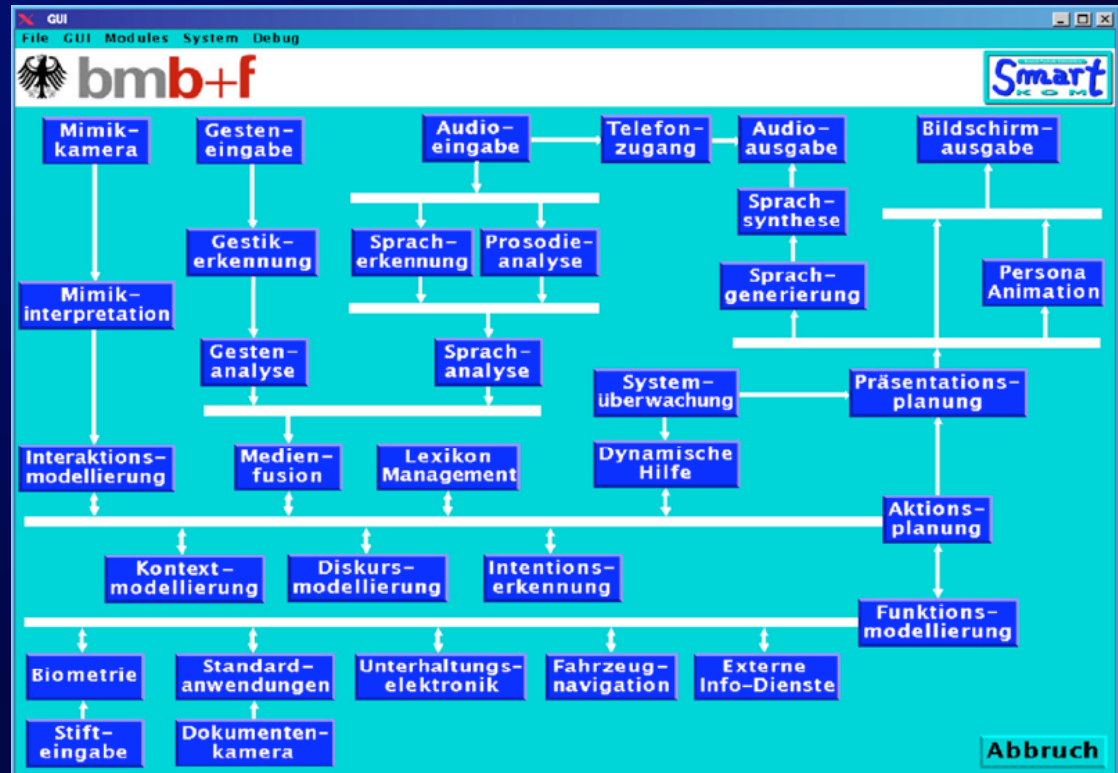 GUI
File GUI Modules System Debug
bmb+f
Smart
KOM
Mimik-
kamera
Gesten-
eingabe
Audio-
eingabe
Telefon-
zugang
Audio-
ausgabe
Bildschirm-
ausgabe
Sprach-
synthese
Gestik-
erkennung
Sprach-
erkennung
Prosodie-
analyse
Sprach-
generierung
Persona
Animation
Mimik-
interpretation
Gesten-
analyse
Sprach-
analyse
System-
überwachung
Präsentations-
planung
Interaktions-
modellierung
Medien-
fusion
Lexikon
Management
Dynamische
Hilfe
Aktions-
planung
Kontext-
modellierung
Diskurs-
modellierung
Intentions-
erkennung
Funktions-
modellierung
Biometrie
Standard-
anwendungen
Unterhaltungs-
elektronik
Fahrzeug-
navigation
Externe
Info-Dienste
Stift-
eingabe
Dokumenten-
kamera
Abbruch